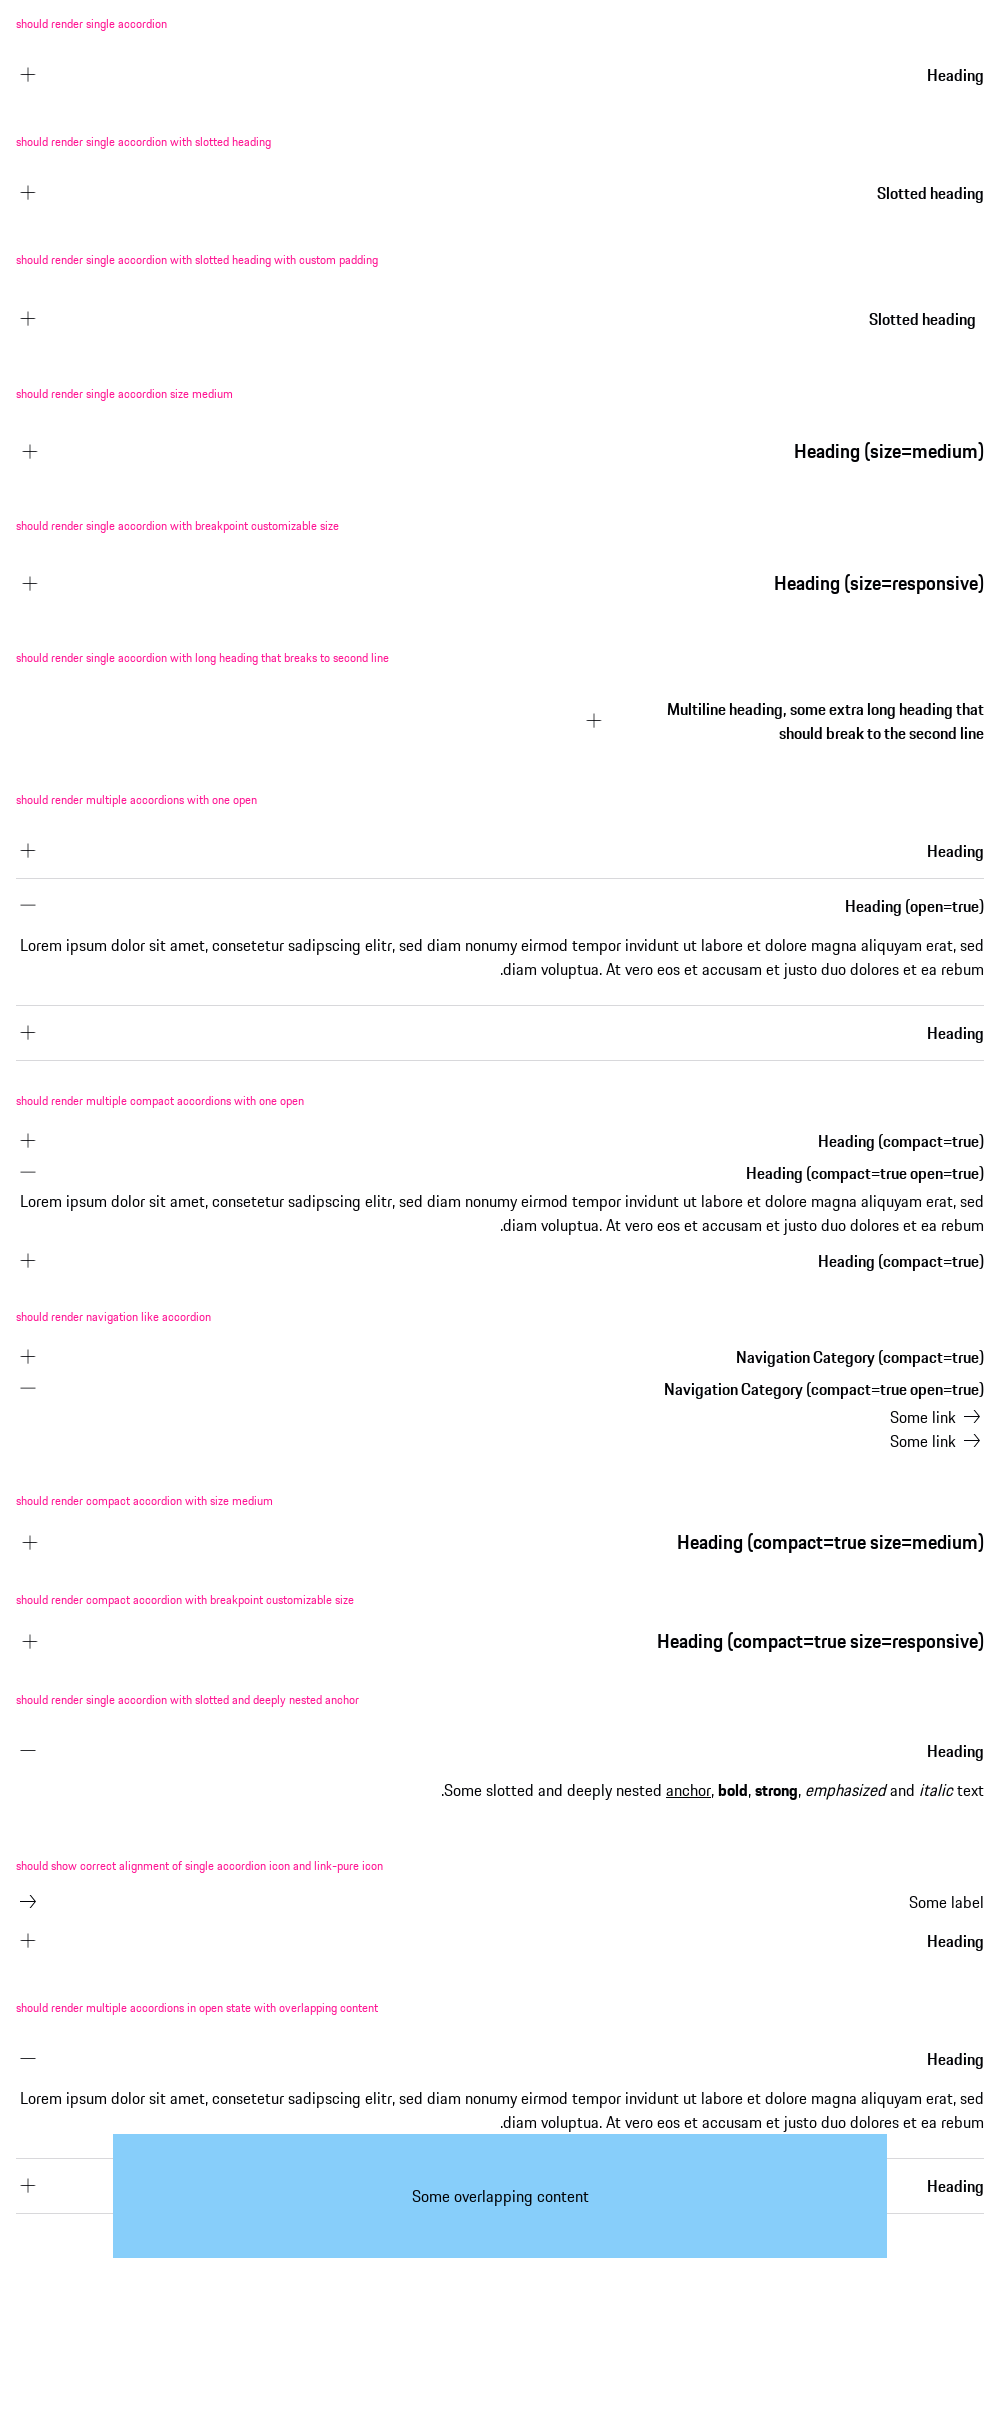 should render single accordion
Heading
should render single accordion with slotted heading
Slotted heading
should render single accordion with slotted heading with custom padding
Slotted heading
should render single accordion size medium
Heading (size=medium)
should render single accordion with breakpoint customizable size
Heading (size=responsive)
should render single accordion with long heading that breaks to second line
Multiline heading, some extra long heading that
should break to the second line
should render multiple accordions with one open
Heading
Heading (open=true)
Lorem ipsum dolor sit amet, consetetur sadipscing elitr, sed diam nonumy eirmod tempor invidunt ut labore et dolore magna aliquyam erat, sed
.diam voluptua. At vero eos et accusam et justo duo dolores et ea rebum
Heading
should render multiple compact accordions with one open
Heading (compact=true)
Heading (compact=true open=true)
Lorem ipsum dolor sit amet, consetetur sadipscing elitr, sed diam nonumy eirmod tempor invidunt ut labore et dolore magna aliquyam erat, sed
.diam voluptua. At vero eos et accusam et justo duo dolores et ea rebum
Heading (compact=true)
should render navigation like accordion
Navigation Category (compact=true)
Navigation Category (compact=true open=true)
Some link
Some link
should render compact accordion with size medium
Heading (compact=true size=medium)
should render compact accordion with breakpoint customizable size
Heading (compact=true size=responsive)
should render single accordion with slotted and deeply nested anchor
Heading
.Some slotted and deeply nested anchor, bold, strong, emphasized and italic text
should show correct alignment of single accordion icon and link-pure icon
Some label
Heading
should render multiple accordions in open state with overlapping content
Heading
Lorem ipsum dolor sit amet, consetetur sadipscing elitr, sed diam nonumy eirmod tempor invidunt ut labore et dolore magna aliquyam erat, sed
.diam voluptua. At vero eos et accusam et justo duo dolores et ea rebum
Heading
Some overlapping content